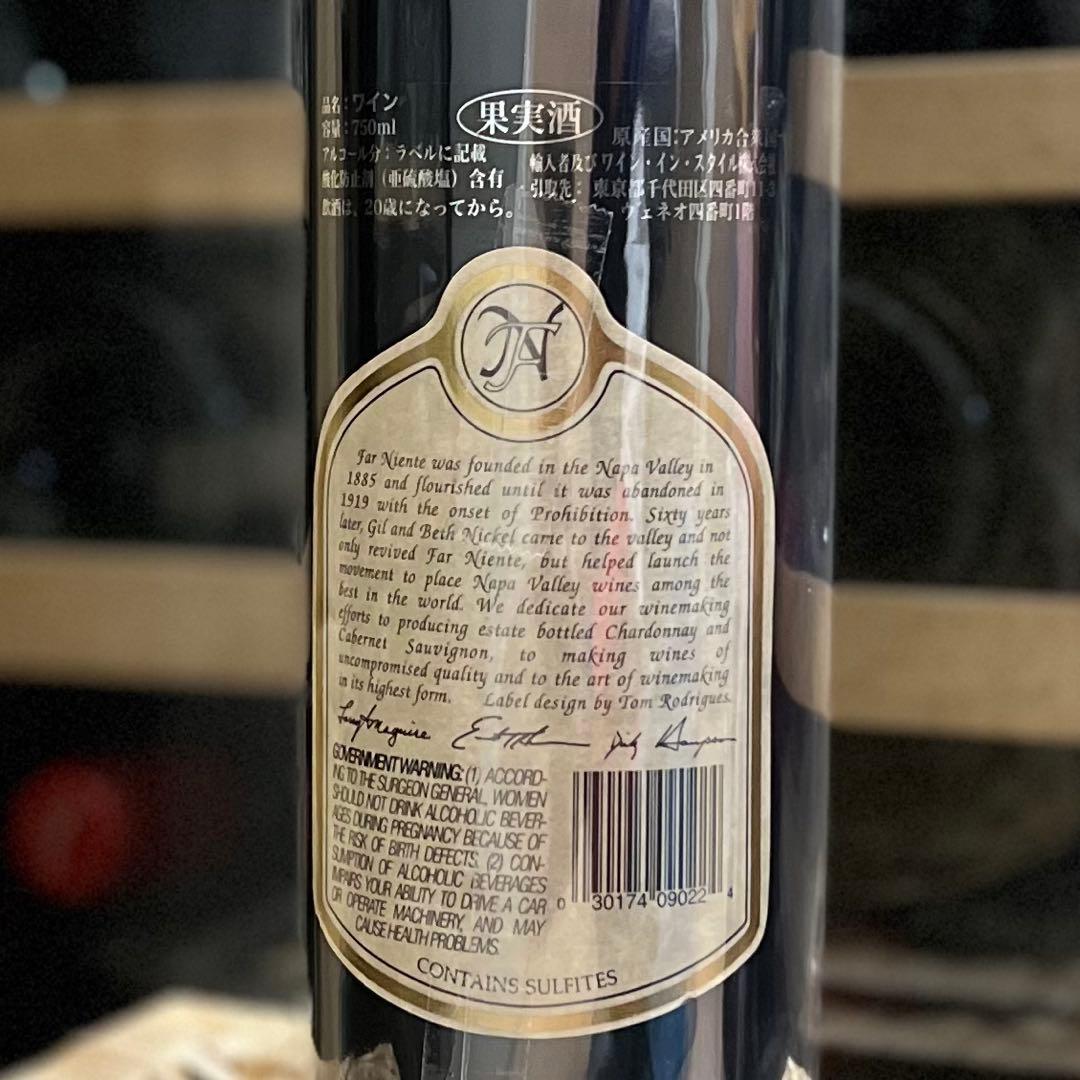 品名:ワイン
容量:750ml
アルコール分:ラベルに記載
酸化防止剤(亜硫酸塩)含有
飲酒は、20歳になってから。
果実酒
原産国:アメリカ合衆国
輸入者及びワイン・イン・スタイル株式会社
引取先: 東京都千代田区四番町11-3
ヴェネオ四番町1階
Far Niente was founded in the Napa Valley in
1885 and flourished until it was abandoned in
1919 with the onset of Prohibition. Sixty years
later, Gil and Beth Nickel came to the valley and not
only revived Far Niente, but helped launch the
movement to place Napa Valley wines among the
best in the world. We dedicate our winemaking
efforts to producing estate bottled Chardonnay and
Cabernet Sauvignon, to making wines of
uncompromised quality and to the art of winemaking
in its highest form. Label design by Tom Rodrigues.
GOVERNMENT WARNING: (1) ACCORD-
ING TO THE SURGEON GENERAL, WOMEN
SHOULD NOT DRINK ALCOHOLIC BEVER-
AGES DURING PREGNANCY BECAUSE OF
THE RISK OF BIRTH DEFECTS. (2) CON-
SUMPTION OF ALCOHOLIC BEVERAGES
IMPAIRS YOUR ABILITY TO DRIVE A CAR
OR OPERATE MACHINERY, AND MAY
CAUSE HEALTH PROBLEMS.
0 30174 09022 4
CONTAINS SULFITES